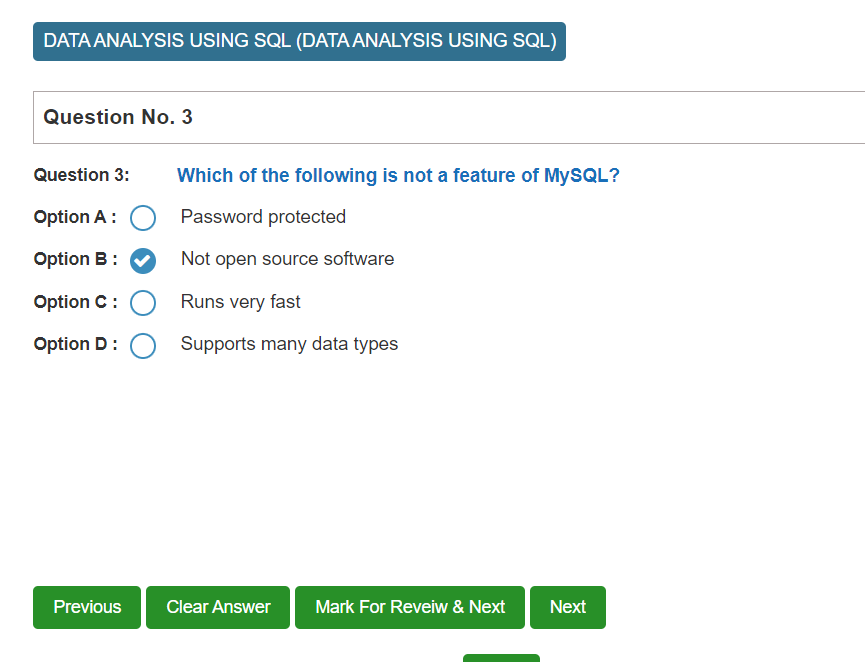 DATA ANALYSIS USING SQL (DATA ANALYSIS USING SQL)
Question No. 3
Question 3: Which of the following is not a feature of MySQL?
Option A : Password protected
Option B : Not open source software
Option C : Runs very fast
Option D : Supports many data types
Previous Clear Answer Mark For Reveiw & Next Next